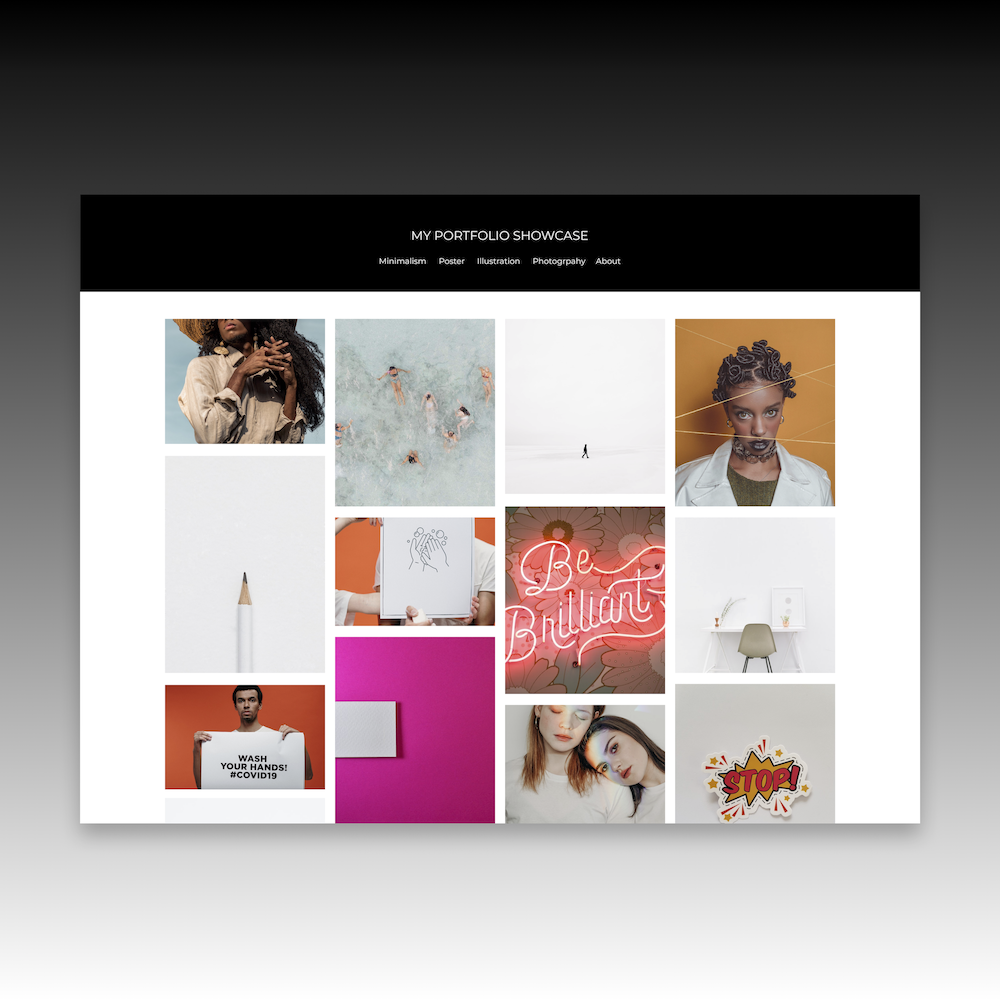 MY PORTFOLIO SHOWCASE
Minimalism Poster Illustration Photogrpahy About
Be
Brilliant
WASH
YOUR HANDS!
#COVID19
STOP!